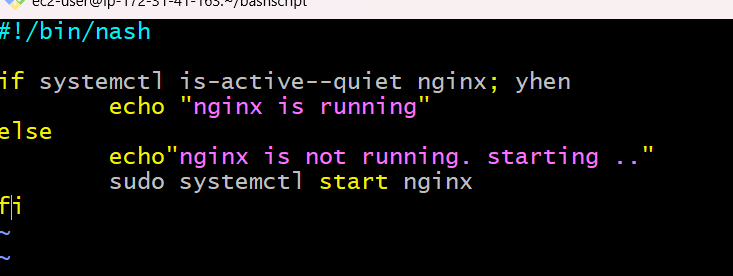 ec2-user@ip-172-31-41-163:~/bashscript
#!/bin/nash
if systemctl is-active--quiet nginx; yhen
echo "nginx is running"
else
echo"nginx is not running. starting .."
sudo systemctl start nginx
fi
~
~